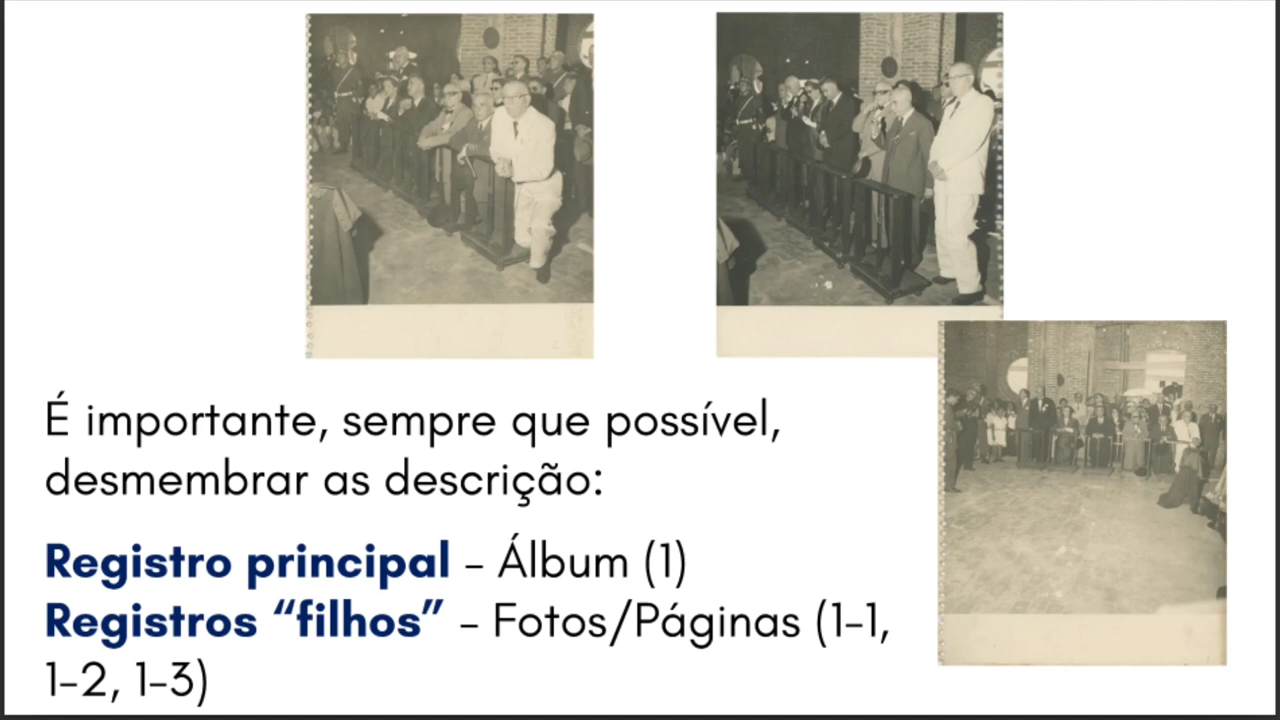 É importante, sempre que possível,
desmembrar as descrição:
Registro principal – Álbum (1)
Registros “filhos” – Fotos/Páginas (1-1,
1-2, 1-3)